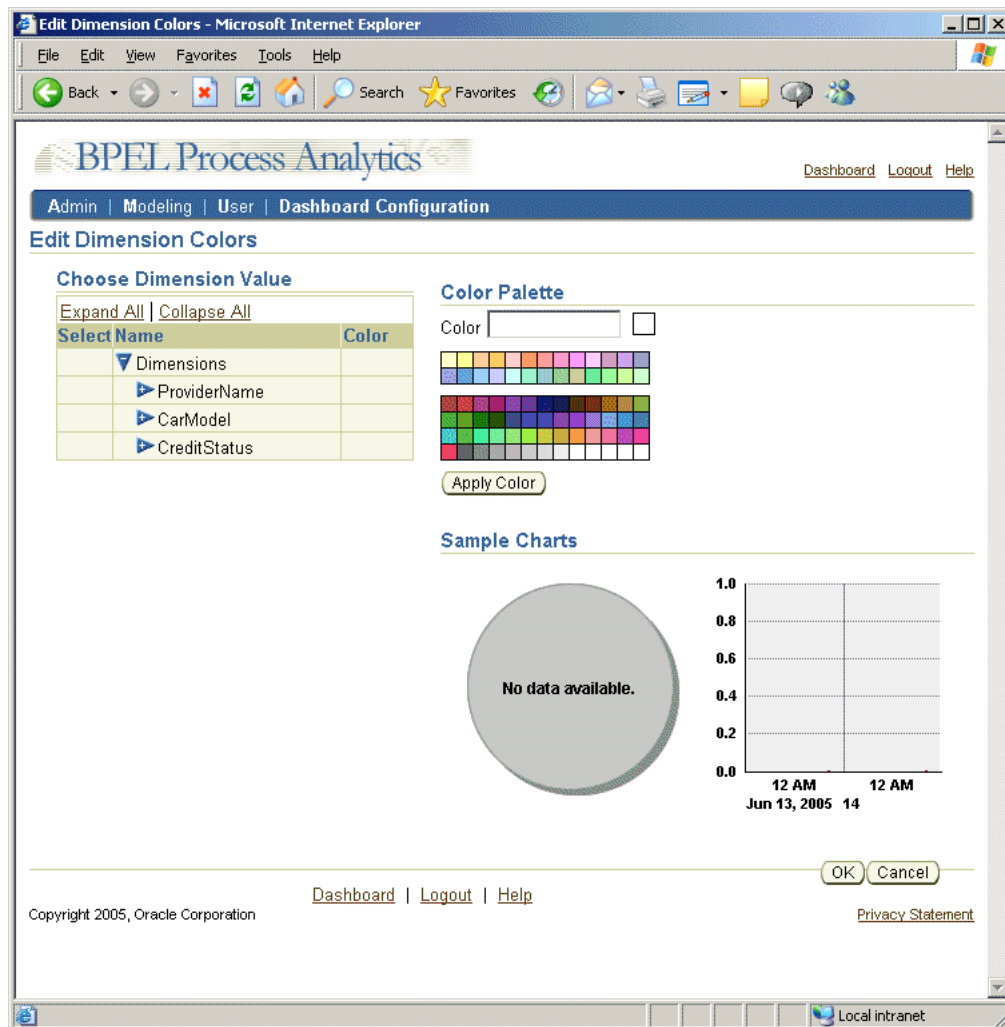 Edit Dimension Colors - Microsoft Internet Explorer
File Edit View Favorites Tools Help
Back Search Favorites
BPEL Process Analytics
Dashboard Logout Help
Admin | Modeling | User | Dashboard Configuration
Edit Dimension Colors
Choose Dimension Value
Expand All | Collapse All
Select Name Color
Dimensions
ProviderName
CarModel
CreditStatus
Color Palette
Color
Apply Color
Sample Charts
No data available.
1.0
0.8
0.6
0.4
0.2
0.0
12 AM 12 AM
Jun 13, 2005 14
OK Cancel
Dashboard | Logout | Help
Copyright 2005, Oracle Corporation
Privacy Statement
Local intranet